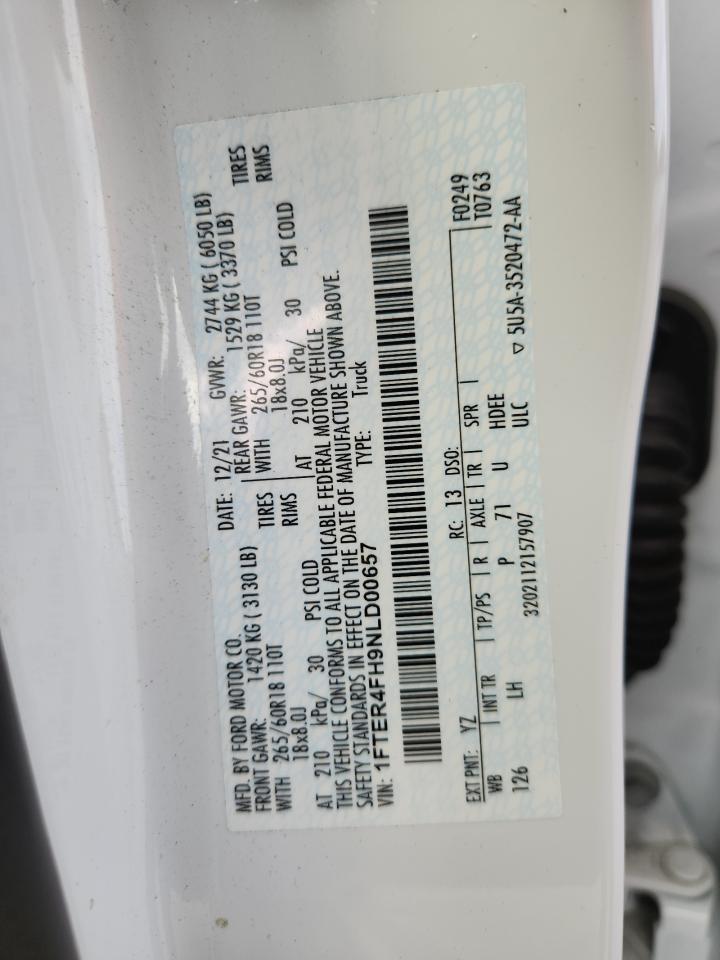 MFD. BY FORD MOTOR CO.
DATE: 12/21 GVWR: 2744 KG ( 6050 LB)
FRONT GAWR: 1420 KG ( 3130 LB) REAR GAWR: 1529 KG ( 3370 LB)
WITH 265/60R18 110T TIRES WITH 265/60R18 110T TIRES
18x8.0J RIMS 18x8.0J RIMS
AT 210 kPa/ 30 PSI COLD AT 210 kPa/ 30 PSI COLD
THIS VEHICLE CONFORMS TO ALL APPLICABLE FEDERAL MOTOR VEHICLE
SAFETY STANDARDS IN EFFECT ON THE DATE OF MANUFACTURE SHOWN ABOVE.
VIN: 1FTER4FH9NLD00657 TYPE: Truck
F0249
EXT PNT: YZ RC: 13 DSO: T0763
WB | INT TR | TP/PS | R | AXLE | TR | SPR |
126 LH P 71 U HDEE
3202112157907 ULC ▽ 5U5A-3520472-AA